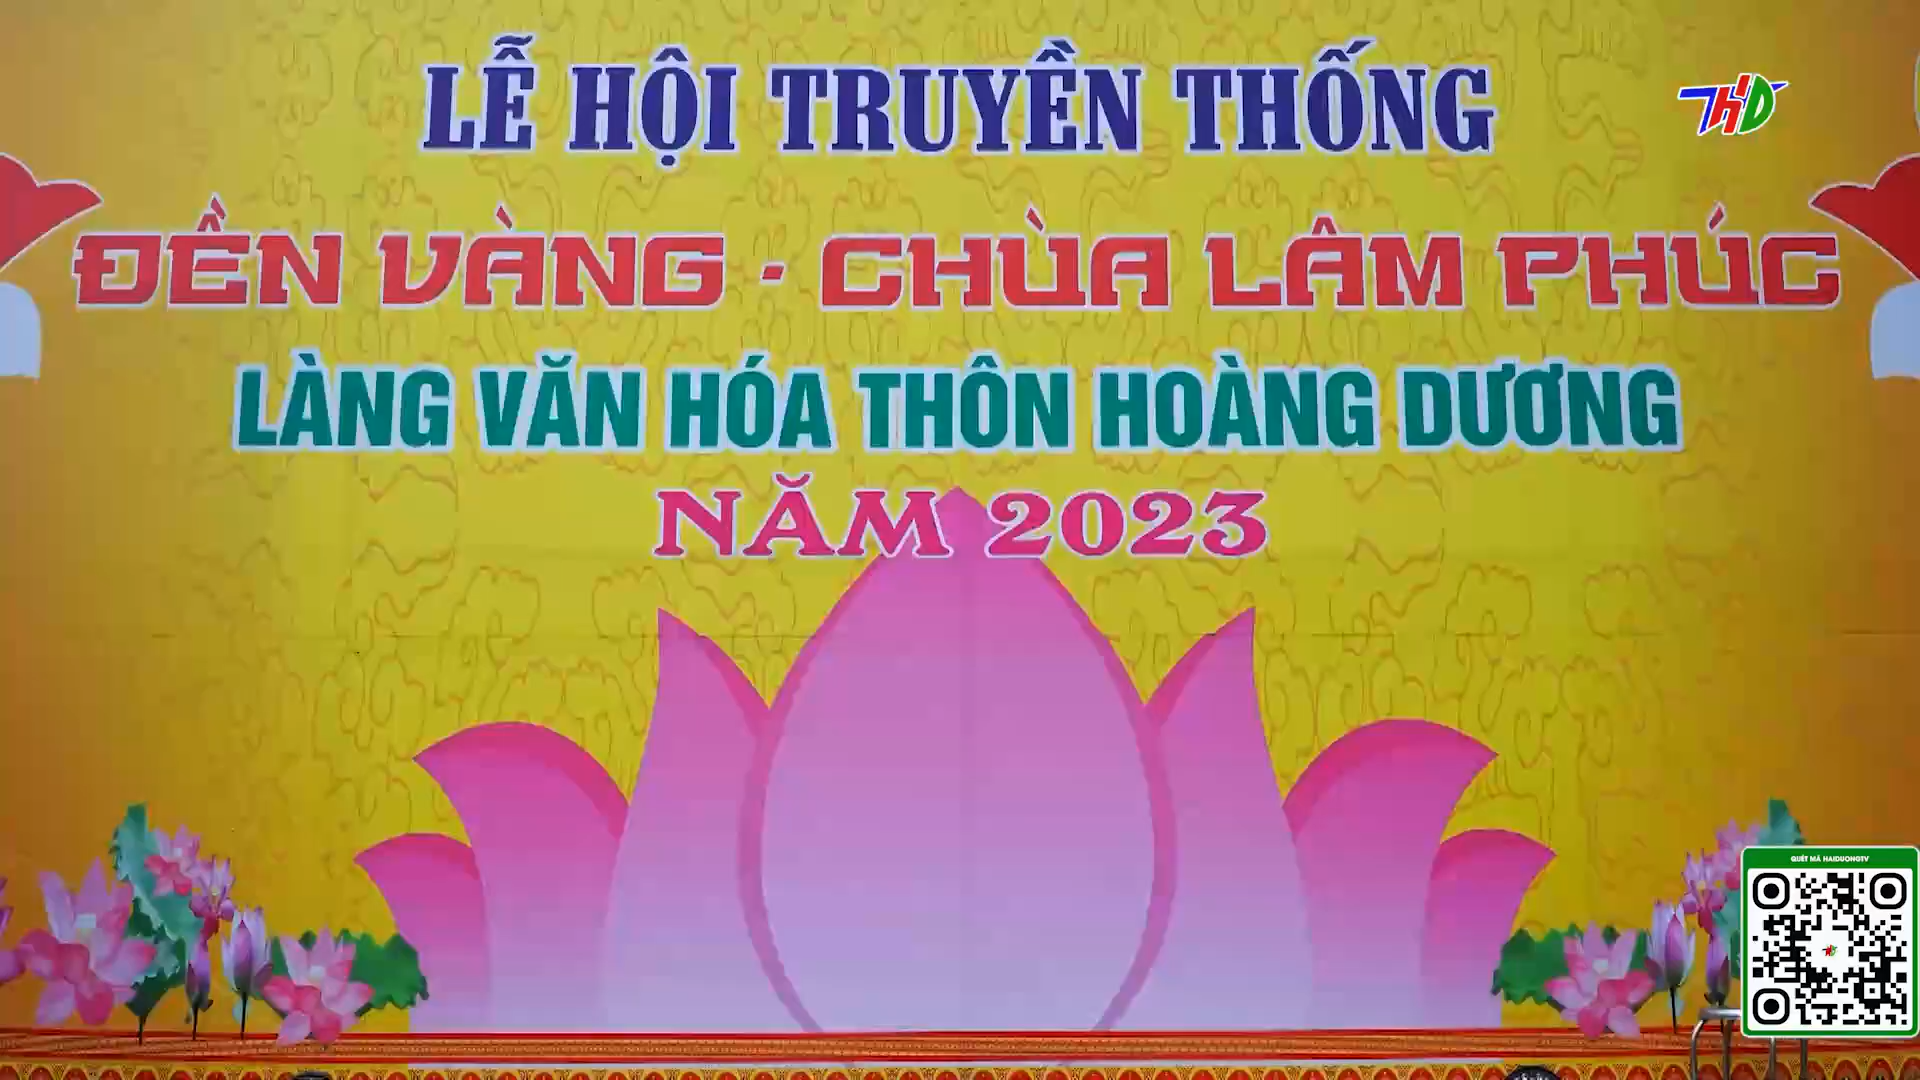 LỄ HỘI TRUYỀN THỐNG
THD
ĐỀN VÀNG - CHÙA LÂM PHÚC
LÀNG VĂN HÓA THÔN HOÀNG DƯƠNG
NĂM 2023
QUÉT MÃ HAIDUONGTV